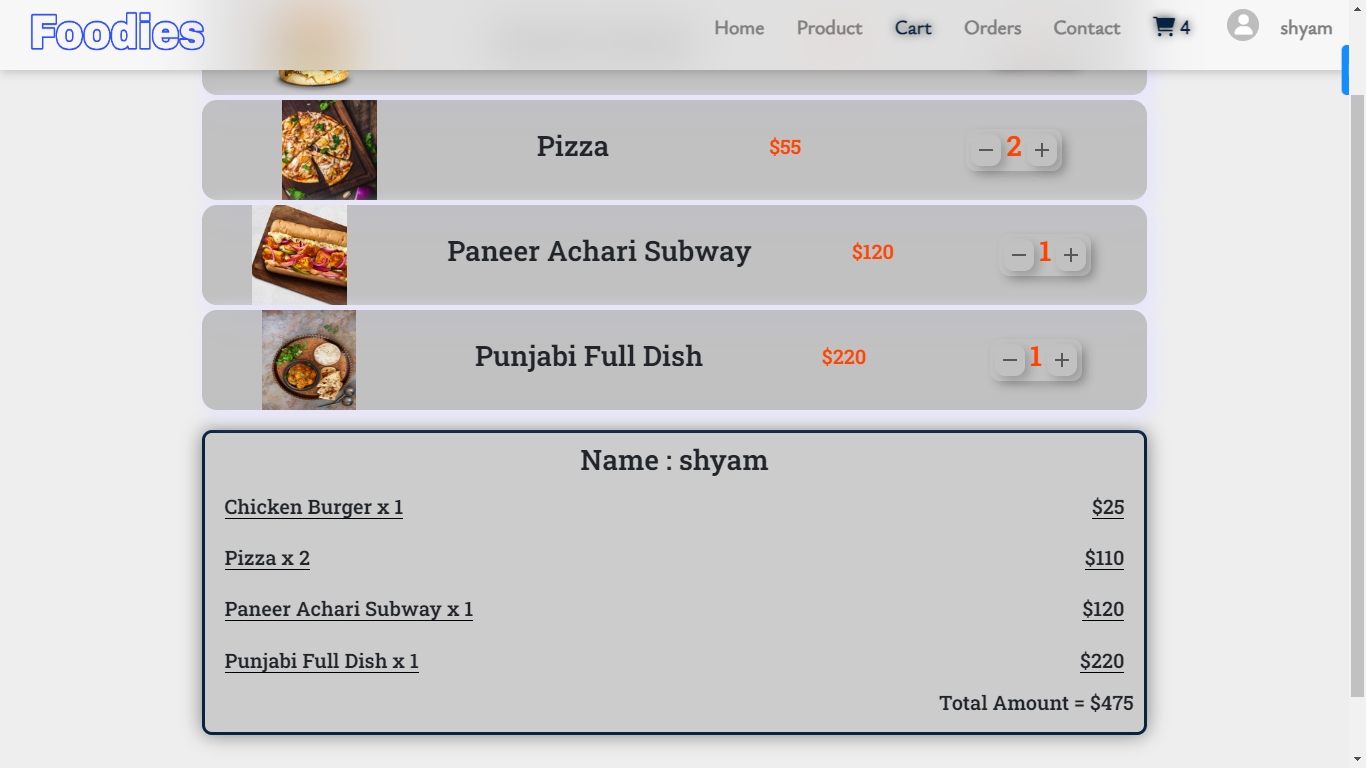 Foodies
Home Product Cart Orders Contact 4 shyam
Pizza $55 − 2 +
Paneer Achari Subway $120 − 1 +
Punjabi Full Dish $220 − 1 +
Name : shyam
Chicken Burger x 1 $25
Pizza x 2 $110
Paneer Achari Subway x 1 $120
Punjabi Full Dish x 1 $220
Total Amount = $475